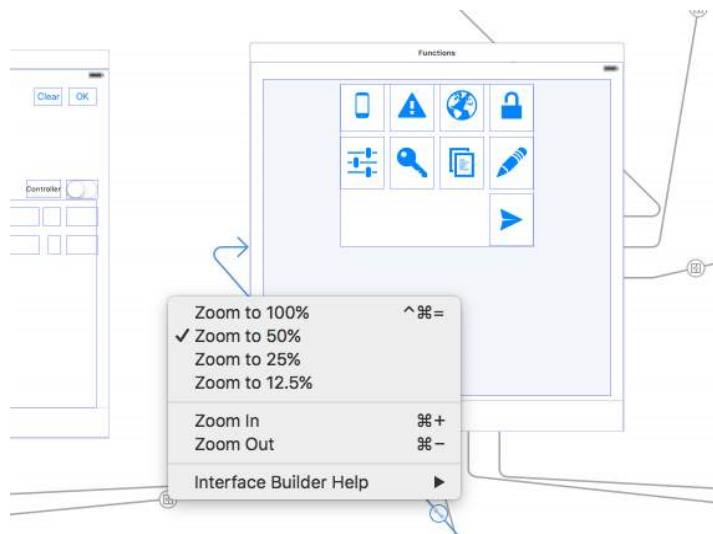 Functions
Clear OK
Controller
Zoom to 100% ^⌘=
✓ Zoom to 50%
Zoom to 25%
Zoom to 12.5%
Zoom In ⌘+
Zoom Out ⌘−
Interface Builder Help ▶